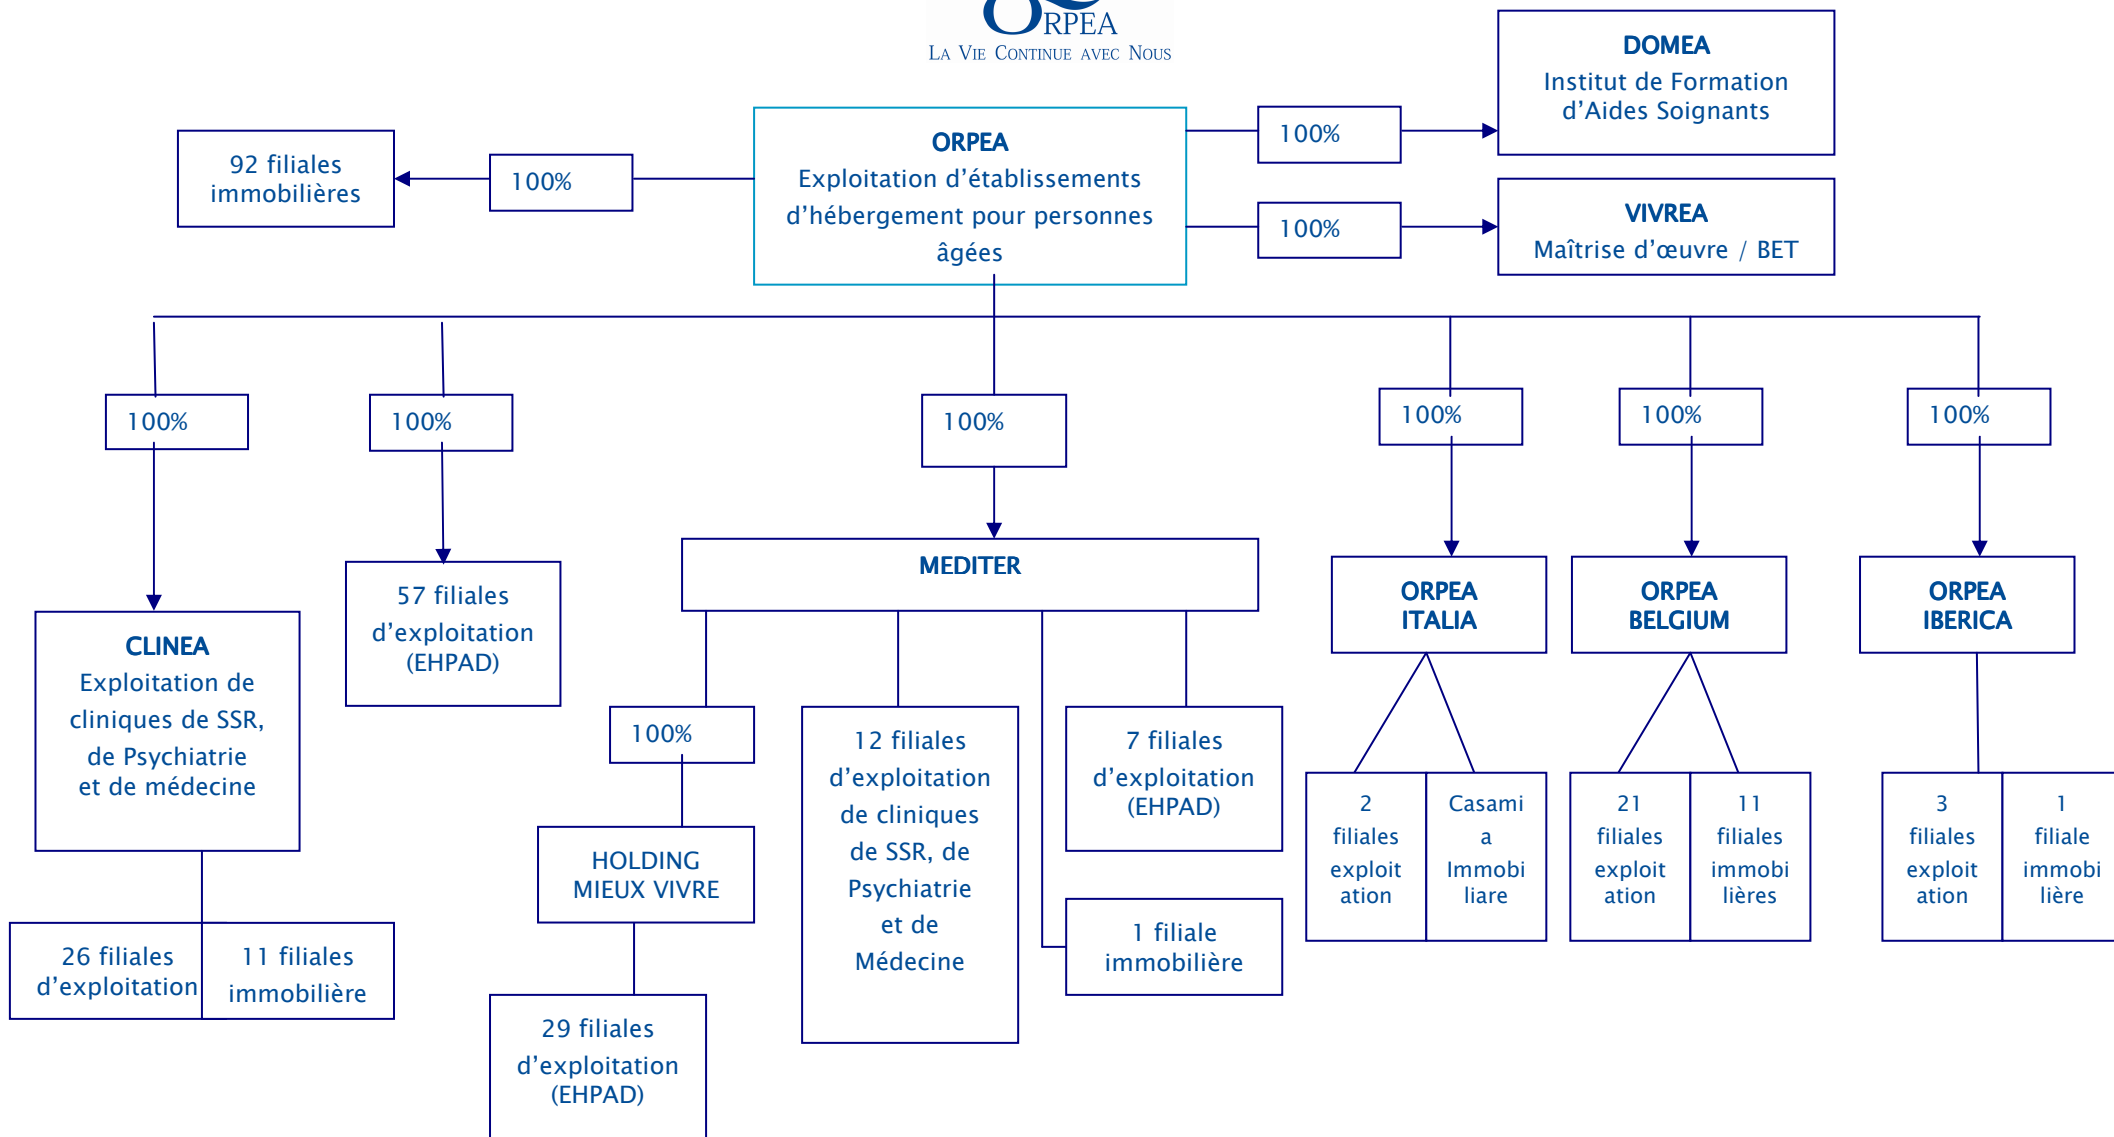 ORPEA
LA VIE CONTINUE AVEC NOUS
DOMEA
Institut de Formation
d’Aides Soignants
100%
ORPEA
Exploitation d’établissements
d’hébergement pour personnes
âgées
92 filiales
immobilières
100%
100%
VIVREA
Maîtrise d’œuvre / BET
100%
100%
100%
100%
100%
100%
CLINEA
Exploitation de
cliniques de SSR,
de Psychiatrie
et de médecine
57 filiales
d’exploitation
(EHPAD)
MEDITER
ORPEA
ITALIA
ORPEA
BELGIUM
ORPEA
IBERICA
100%
12 filiales
d’exploitation
de cliniques
de SSR, de
Psychiatrie
et de
Médecine
7 filiales
d’exploitation
(EHPAD)
2
filiales
exploit
ation
Casami
a
Immobi
liare
21
filiales
exploit
ation
11
filiales
immobi
lières
3
filiales
exploit
ation
1
filiale
immobi
lière
HOLDING
MIEUX VIVRE
1 filiale
immobilière
26 filiales
d’exploitation
11 filiales
immobilière
29 filiales
d’exploitation
(EHPAD)